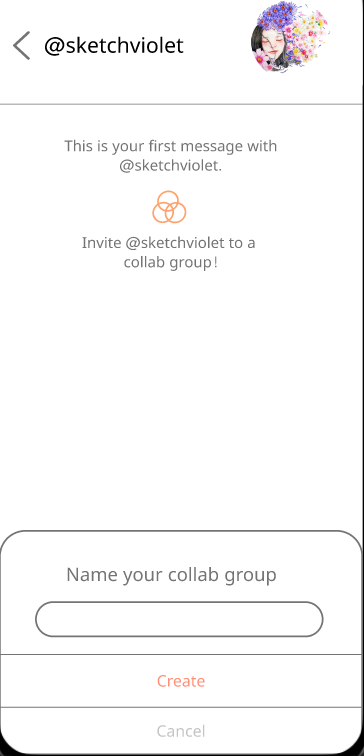 @sketchviolet
This is your first message with
@sketchviolet.
Invite @sketchviolet to a
collab group!
Name your collab group
Create
Cancel